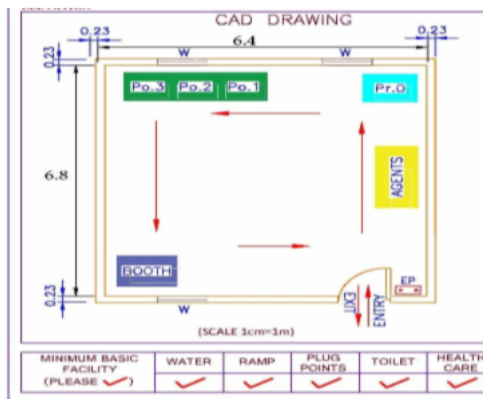 CAD DRAWING
0.23
6.4
0.23
0.23
W
W
Po.3 Po.2 Po.1
Pr.O
6.8
AGENTS
BOOTH
EP
0.23
W
EXIT
ENTRY
(SCALE 1cm=1m)
MINIMUM BASIC FACILITY (PLEASE ✓)
WATER
RAMP
PLUG POINTS
TOILET
HEALTH CARE
✓ ✓ ✓ ✓ ✓